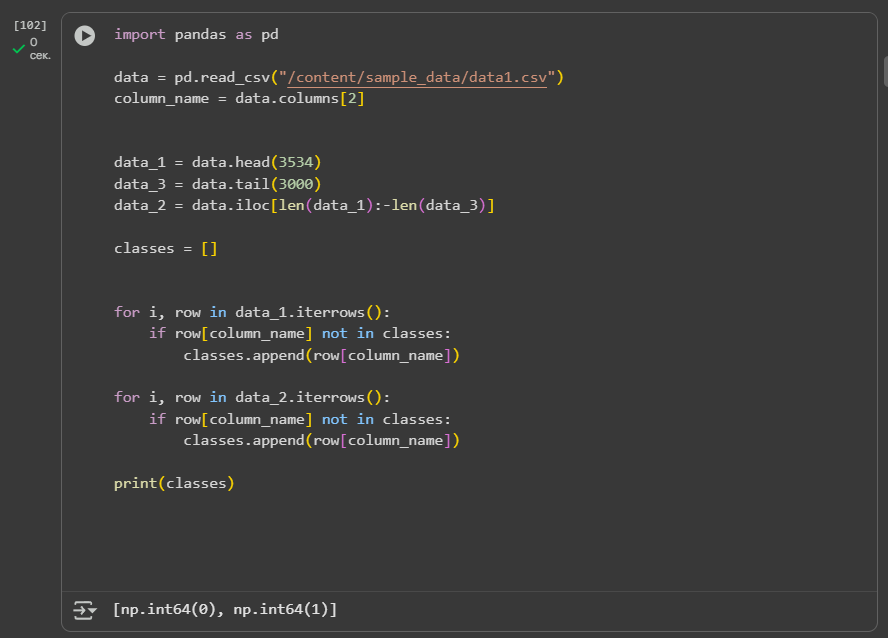 [102]
0
сек.
import pandas as pd
data = pd.read_csv("/content/sample_data/data1.csv")
column_name = data.columns[2]
data_1 = data.head(3534)
data_3 = data.tail(3000)
data_2 = data.iloc[len(data_1):-len(data_3)]
classes = []
for i, row in data_1.iterrows():
    if row[column_name] not in classes:
        classes.append(row[column_name])
for i, row in data_2.iterrows():
    if row[column_name] not in classes:
        classes.append(row[column_name])
print(classes)
[np.int64(0), np.int64(1)]